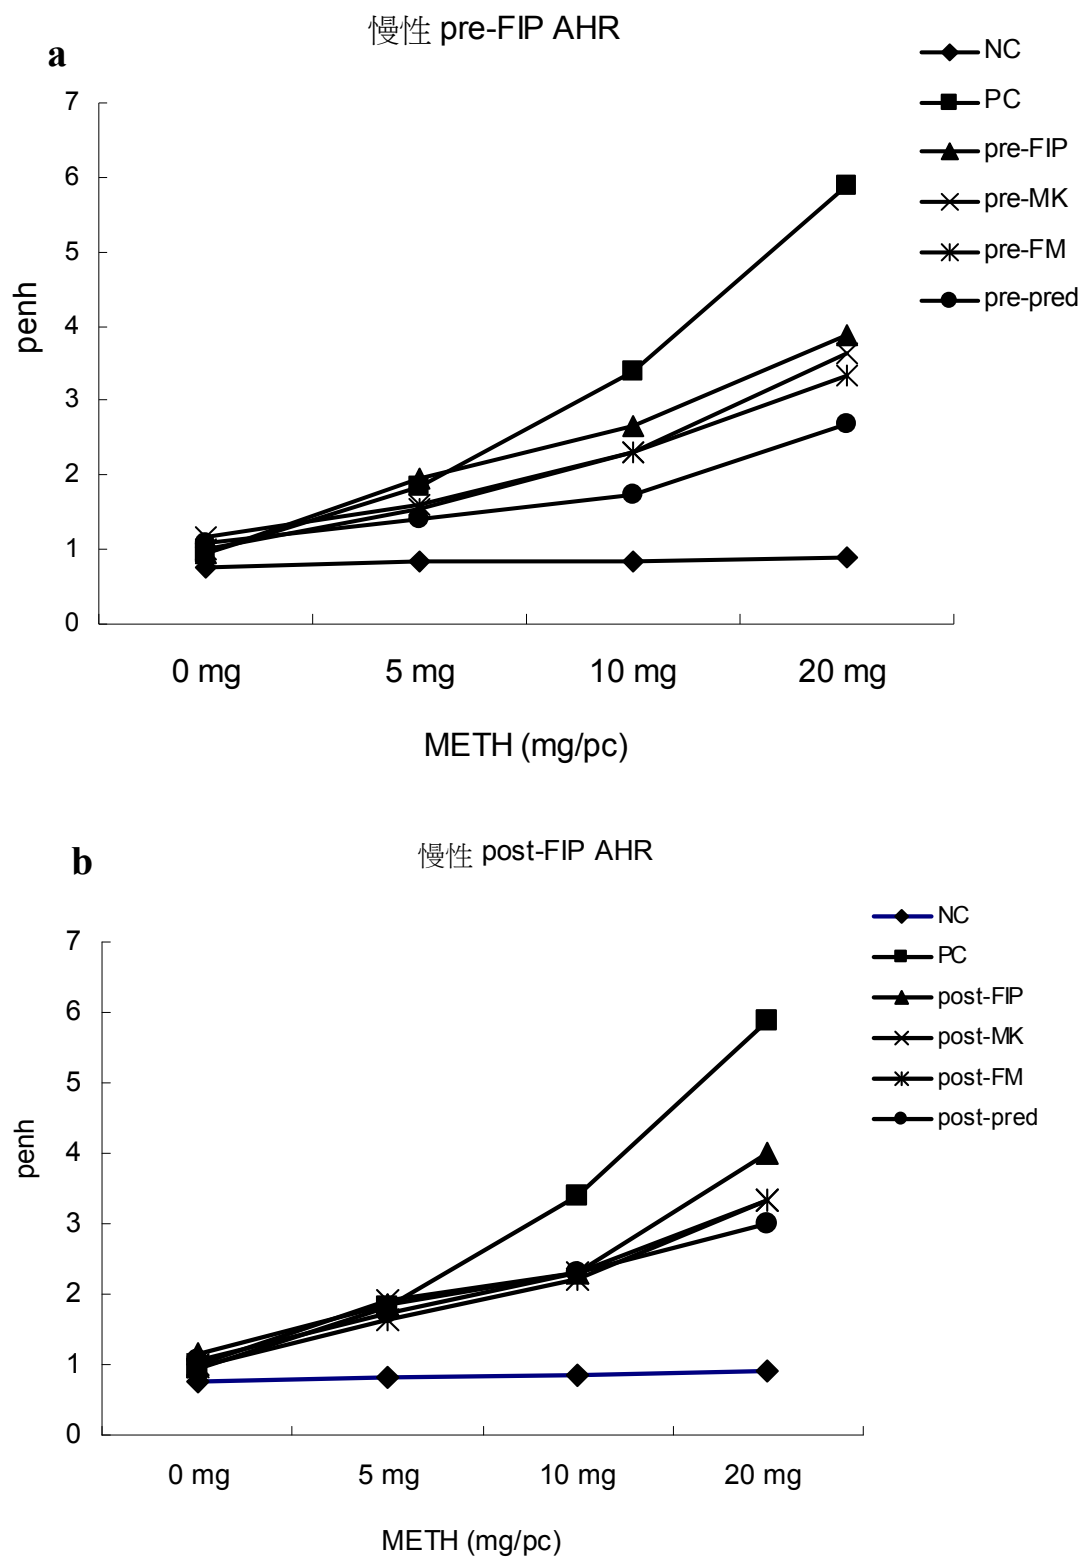 慢性 pre-FIP AHR
a
NC
PC
pre-FIP
pre-MK
pre-FM
pre-pred
7
6
5
4
3
2
1
0
penh
0 mg 5 mg 10 mg 20 mg
METH (mg/pc)
慢性 post-FIP AHR
b
NC
PC
post-FIP
post-MK
post-FM
post-pred
7
6
5
4
3
2
1
0
penh
0 mg 5 mg 10 mg 20 mg
METH (mg/pc)